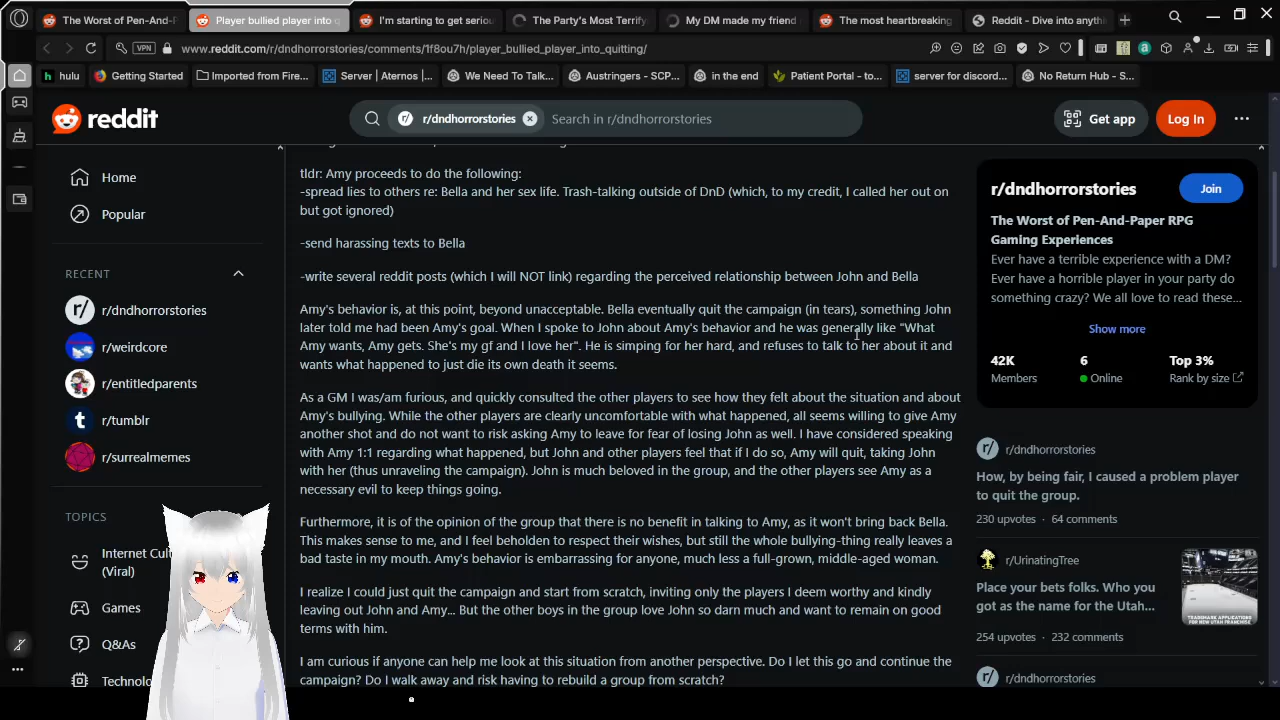 The Worst of Pen-And-P
Player bullied player into q
I'm starting to get seriou
The Party's Most Terrify
My DM made my friend
The most heartbreaking
Reddit - Dive into anythi
VPN
www.reddit.com/r/dndhorrorstories/comments/1f8ou7h/player_bullied_player_into_quitting/
hulu
Getting Started
Imported from Fire...
Server | Aternos |...
We Need To Talk...
Austringers - SCP...
in the end
Patient Portal - to...
server for discord...
No Return Hub - S...
reddit
r/dndhorrorstories
Search in r/dndhorrorstories
Get app
Log In
Home
Popular
RECENT
r/dndhorrorstories
r/weirdcore
r/entitledparents
r/tumblr
r/surrealmemes
TOPICS
Internet Cul
(Viral)
Games
Q&As
Technolo
tldr: Amy proceeds to do the following:
-spread lies to others re: Bella and her sex life. Trash-talking outside of DnD (which, to my credit, I called her out on
but got ignored)
-send harassing texts to Bella
-write several reddit posts (which I will NOT link) regarding the perceived relationship between John and Bella
Amy's behavior is, at this point, beyond unacceptable. Bella eventually quit the campaign (in tears), something John
later told me had been Amy's goal. When I spoke to John about Amy's behavior and he was generally like "What
Amy wants, Amy gets. She's my gf and I love her". He is simping for her hard, and refuses to talk to her about it and
wants what happened to just die its own death it seems.
As a GM I was/am furious, and quickly consulted the other players to see how they felt about the situation and about
Amy's bullying. While the other players are clearly uncomfortable with what happened, all seems willing to give Amy
another shot and do not want to risk asking Amy to leave for fear of losing John as well. I have considered speaking
with Amy 1:1 regarding what happened, but John and other players feel that if I do so, Amy will quit, taking John
with her (thus unraveling the campaign). John is much beloved in the group, and the other players see Amy as a
necessary evil to keep things going.
Furthermore, it is of the opinion of the group that there is no benefit in talking to Amy, as it won't bring back Bella.
This makes sense to me, and I feel beholden to respect their wishes, but still the whole bullying-thing really leaves a
bad taste in my mouth. Amy's behavior is embarrassing for anyone, much less a full-grown, middle-aged woman.
I realize I could just quit the campaign and start from scratch, inviting only the players I deem worthy and kindly
leaving out John and Amy... But the other boys in the group love John so darn much and want to remain on good
terms with him.
I am curious if anyone can help me look at this situation from another perspective. Do I let this go and continue the
campaign? Do I walk away and risk having to rebuild a group from scratch?
r/dndhorrorstories
Join
The Worst of Pen-And-Paper RPG
Gaming Experiences
Ever have a terrible experience with a DM?
Ever have a horrible player in your party do
something crazy? We all love to read these...
Show more
42K
Members
6
Online
Top 3%
Rank by size
r/dndhorrorstories
How, by being fair, I caused a problem player
to quit the group.
230 upvotes · 64 comments
r/UrinatingTree
Place your bets folks. Who you
got as the name for the Utah...
TRADEMARK APPLICATIONS
FOR NEW UTAH FRANCHISE
254 upvotes · 232 comments
r/dndhorrorstories